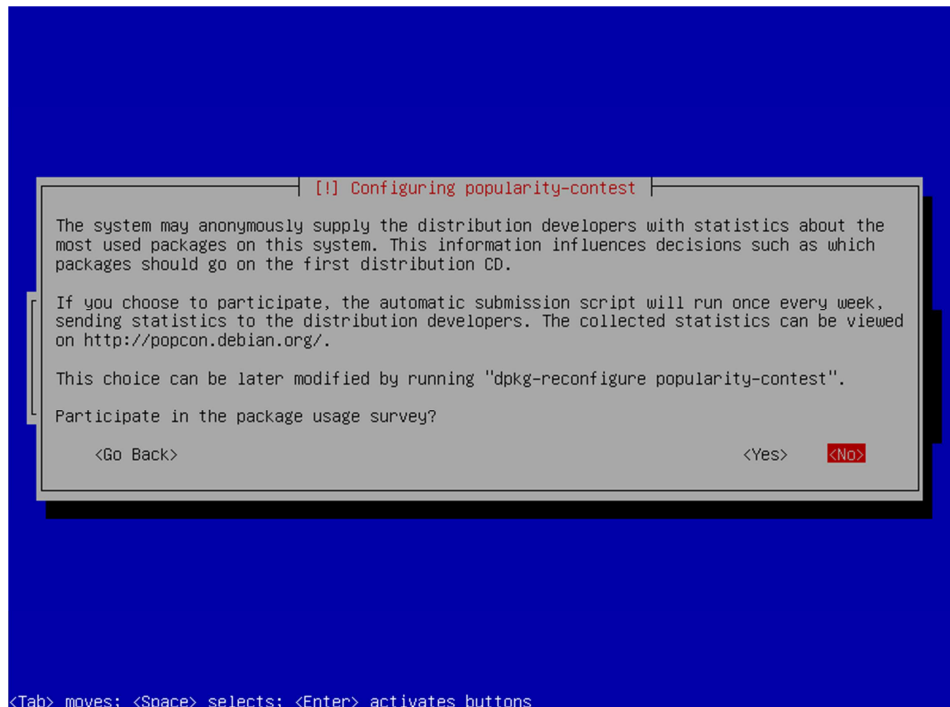 [!] Configuring popularity-contest
The system may anonymously supply the distribution developers with statistics about the
most used packages on this system. This information influences decisions such as which
packages should go on the first distribution CD.
If you choose to participate, the automatic submission script will run once every week,
sending statistics to the distribution developers. The collected statistics can be viewed
on http://popcon.debian.org/.
This choice can be later modified by running "dpkg-reconfigure popularity-contest".
Participate in the package usage survey?
<Go Back> <Yes> <No>
<Tab> moves; <Space> selects; <Enter> activates buttons